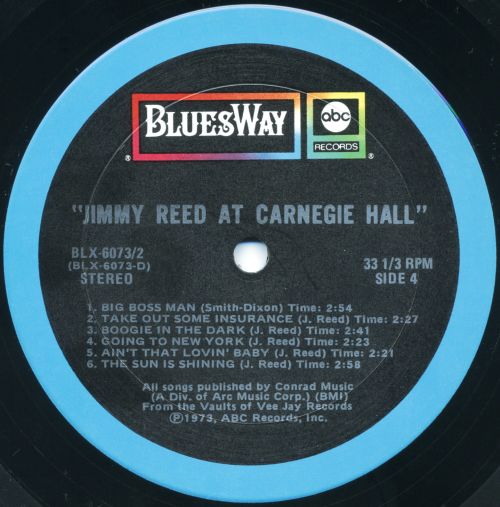 BLUESWAY
abc
RECORDS
® ®
"JIMMY REED AT CARNEGIE HALL"
BLX-6073/2
(BLX-6073-D)
STEREO
33 1/3 RPM
SIDE 4
1. BIG BOSS MAN (Smith-Dixon) Time: 2:54
2. TAKE OUT SOME INSURANCE (J. Reed) Time: 2:27
3. BOOGIE IN THE DARK (J. Reed) Time: 2:41
4. GOING TO NEW YORK (J. Reed) Time: 2:23
5. AIN'T THAT LOVIN' BABY (J. Reed) Time: 2:21
6. THE SUN IS SHINING (J. Reed) Time: 2:58
All songs published by Conrad Music
(A Div. of Arc Music Corp.) (BMI)
From the Vaults of Vee Jay Records
Ⓟ1973, ABC Records, Inc.